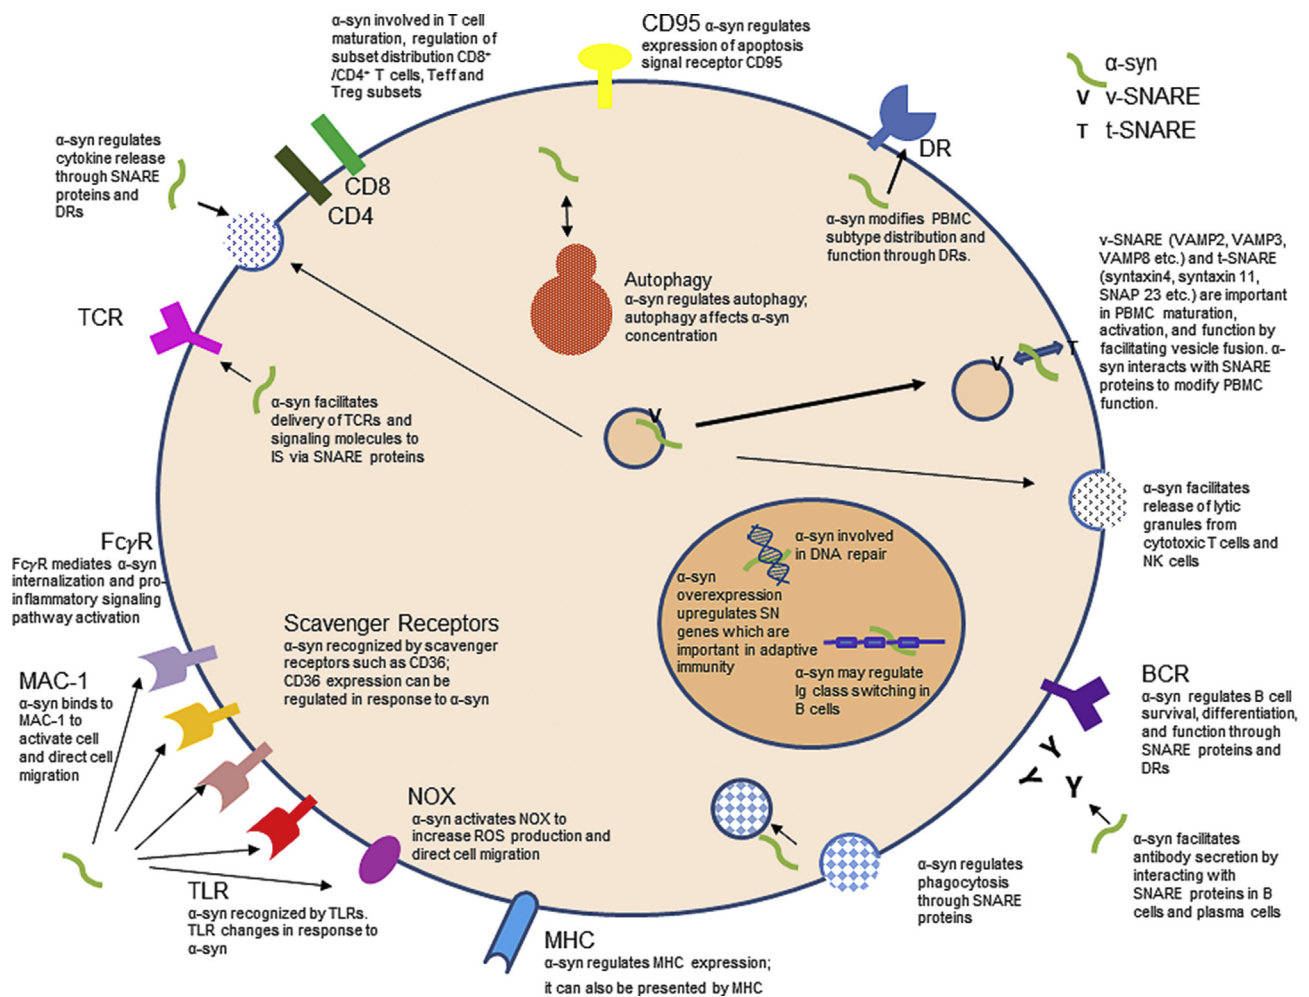 α-syn involved in T cell
maturation, regulation of
subset distribution CD8⁺
/CD4⁺ T cells, Teff and
Treg subsets
CD95 α-syn regulates
expression of apoptosis
signal receptor CD95
α-syn
V v-SNARE
T t-SNARE
α-syn regulates
cytokine release
through SNARE
proteins and
DRs
CD8
CD4
DR
α-syn modifies PBMC
subtype distribution and
function through DRs.
v-SNARE (VAMP2, VAMP3,
VAMP8 etc.) and t-SNARE
(syntaxin4, syntaxin 11,
SNAP 23 etc.) are important
in PBMC maturation,
activation, and function by
facilitating vesicle fusion. α-
syn interacts with SNARE
proteins to modify PBMC
function.
Autophagy
α-syn regulates autophagy;
autophagy affects α-syn
concentration
TCR
α-syn facilitates
delivery of TCRs and
signaling molecules to
IS via SNARE proteins
V
V
T
α-syn facilitates
release of lytic
granules from
cytotoxic T cells and
NK cells
FcγR
FcγR mediates α-syn
internalization and pro-
inflammatory signaling
pathway activation
α-syn involved
in DNA repair
α-syn
overexpression
upregulates SN
genes which are
important in adaptive
immunity
α-syn may regulate
Ig class switching in
B cells
Scavenger Receptors
α-syn recognized by scavenger
receptors such as CD36;
CD36 expression can be
regulated in response to α-syn
MAC-1
α-syn binds to
MAC-1 to
activate cell
and direct cell
migration
BCR
α-syn regulates B cell
survival, differentiation,
and function through
SNARE proteins and
DRs
Y
Y
Y
NOX
α-syn activates NOX to
increase ROS production and
direct cell migration
α-syn facilitates
antibody secretion by
interacting with
SNARE proteins in B
cells and plasma cells
α-syn regulates
phagocytosis
through SNARE
proteins
TLR
α-syn recognized by TLRs.
TLR changes in response to
α-syn
MHC
α-syn regulates MHC expression;
it can also be presented by MHC